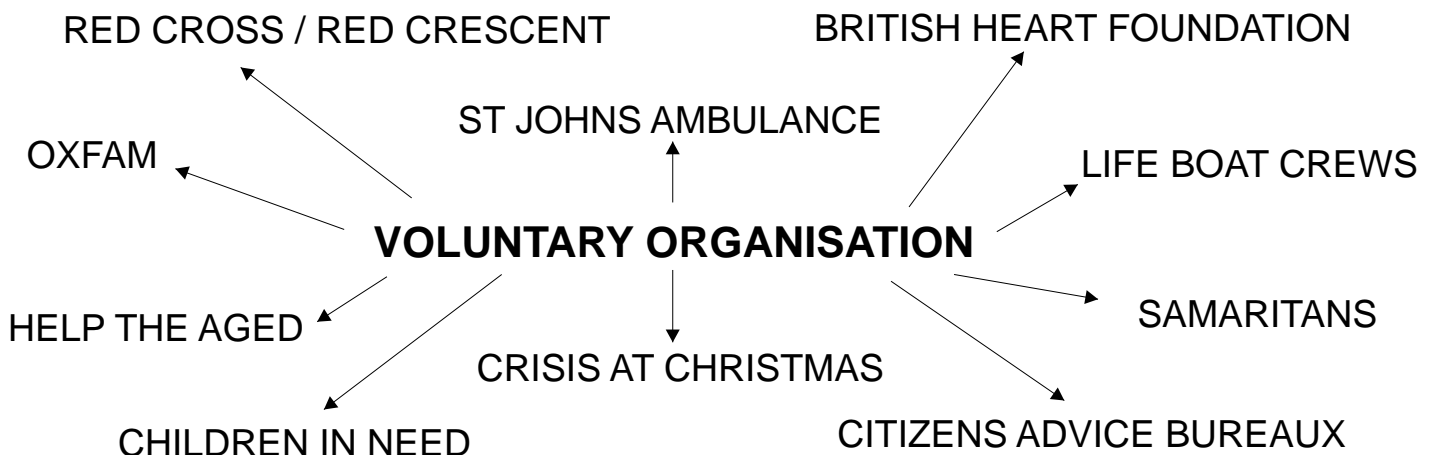 RED CROSS / RED CRESCENT
BRITISH HEART FOUNDATION
ST JOHNS AMBULANCE
OXFAM
LIFE BOAT CREWS
VOLUNTARY ORGANISATION
HELP THE AGED
SAMARITANS
CRISIS AT CHRISTMAS
CHILDREN IN NEED
CITIZENS ADVICE BUREAUX